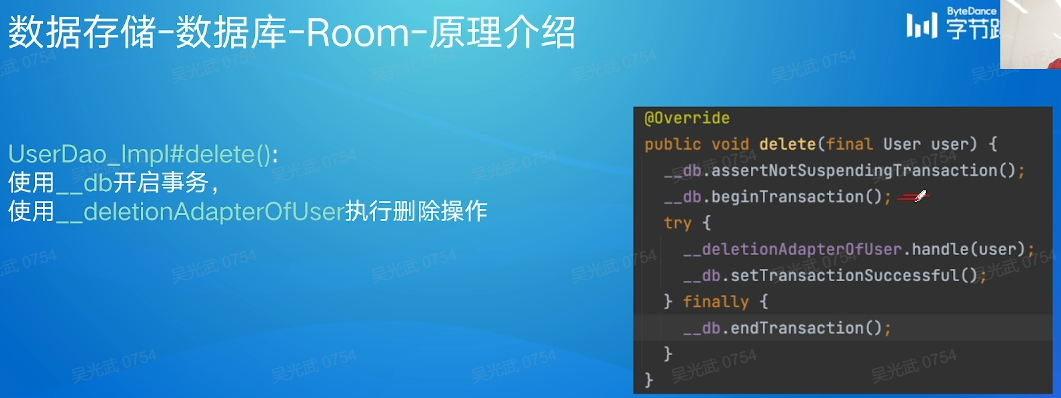 数据存储-数据库-Room-原理介绍
ByteDance
字节跳
UserDao_Impl#delete():
使用__db开启事务，
使用__deletionAdapterOfUser执行删除操作
@Override
public void delete(final User user) {
__db.assertNotSuspendingTransaction();
__db.beginTransaction();
try {
__deletionAdapterOfUser.handle(user);
__db.setTransactionSuccessful();
} finally {
__db.endTransaction();
}
}
吴光武 0754